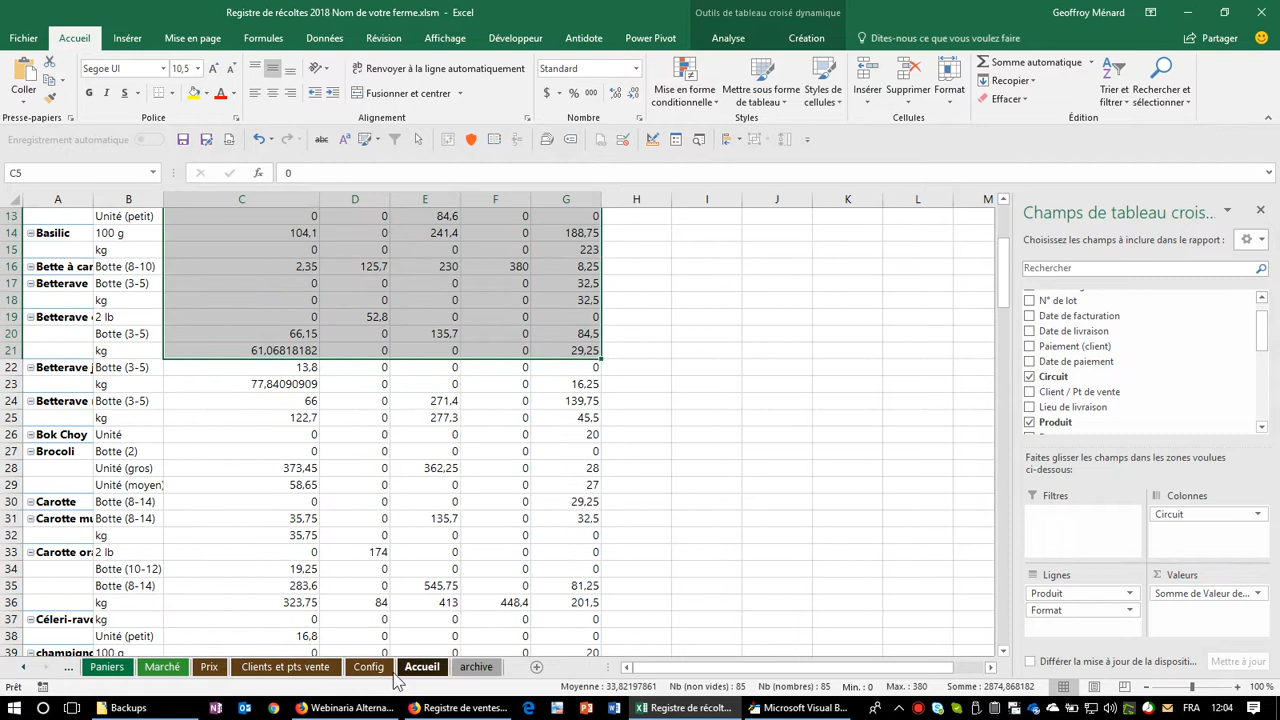 Registre de récoltes 2018 Nom de votre ferme.xlsm - Excel
Outils de tableau croisé dynamique
Geoffroy Ménard
Fichier Accueil Insérer Mise en page Formules Données Révision Affichage Développeur Antidote Power Pivot Analyse Création Dites-nous ce que vous voulez faire Partager
Coller
Segoe UI 10,5
Renvoyer à la ligne automatiquement
Standard
Somme automatique
Recopier
Effacer
G I S
Fusionner et centrer
$ % 000
Mise en forme conditionnelle
Mettre sous forme de tableau
Styles de cellules
Insérer Supprimer Format
Trier et filtrer
Rechercher et sélectionner
Presse-papiers Police Alignement Nombre Styles Cellules Édition
Enregistrement automatique
C5 fx 0
A B C D E F G H I J K L M
13 Unité (petit) 0 0 84,6 0 0
14 Basilic 100 g 104,1 0 241,4 0 188,75
15 kg 0 0 0 0 223
16 Bette à car Botte (8-10) 2,35 125,7 230 380 8,25
17 Betterave Botte (3-5) 0 0 0 0 32,5
18 kg 0 0 0 0 32,5
19 Betterave 2 lb 0 52,8 0 0 0
20 Botte (3-5) 66,15 0 135,7 0 84,5
21 kg 61,06818182 0 0 0 29,25
22 Betterave j Botte (3-5) 13,8 0 0 0 0
23 kg 77,84090909 0 0 0 16,25
24 Betterave Botte (3-5) 66 0 271,4 0 139,75
25 kg 122,7 0 277,3 0 45,5
26 Bok Choy Unité 0 0 0 0 20
27 Brocoli Botte (2) 0 0 0 0 0
28 Unité (gros) 373,45 0 362,25 0 28
29 Unité (moyen) 58,65 0 0 0 27
30 Carotte Botte (8-14) 0 0 0 0 29,25
31 Carotte mu Botte (8-14) 35,75 0 135,7 0 32,5
32 kg 35,75 0 0 0 0
33 Carotte ora 2 lb 0 174 0 0 0
34 Botte (10-12) 19,25 0 0 0 0
35 Botte (8-14) 283,6 0 545,75 0 81,25
36 kg 323,75 84 413 448,4 201,5
37 Céleri-rave kg 0 0 0 0 0
38 Unité (petit) 16,8 0 0 0 0
39 champigno 100 g 0 0 0 0 20
Champs de tableau crois...
Choisissez les champs à inclure dans le rapport :
Rechercher
N° de lot
Date de facturation
Date de livraison
Paiement (client)
Date de paiement
Circuit
Client / Pt de vente
Lieu de livraison
Produit
Faites glisser les champs dans les zones voulues ci-dessous:
Filtres
Colonnes
Circuit
Lignes
Produit
Format
Σ Valeurs
Somme de Valeur de...
Différer la mise à jour de la dispositi...
Mettre à jour
... Paniers Marché Prix Clients et pts vente Config Accueil archive
Prêt
Moyenne : 33,82197861 Nb (non vides) : 85 Nb (nombres) : 85 Min. : 0 Max. : 380 Somme : 2874,868182 100 %
Backups
Webinaria Alterna...
Registre de ventes...
Registre de récolt...
Microsoft Visual B...
FR 12:04